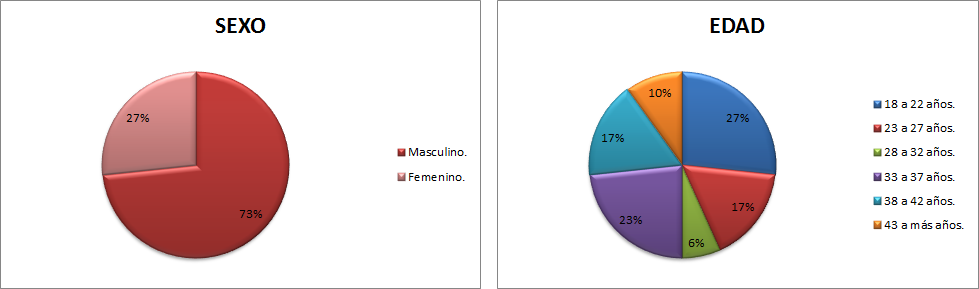 SEXO
27%
73%
Masculino.
Femenino.
EDAD
10%
27%
17%
23%
6%
17%
18 a 22 años.
23 a 27 años.
28 a 32 años.
33 a 37 años.
38 a 42 años.
43 a más años.